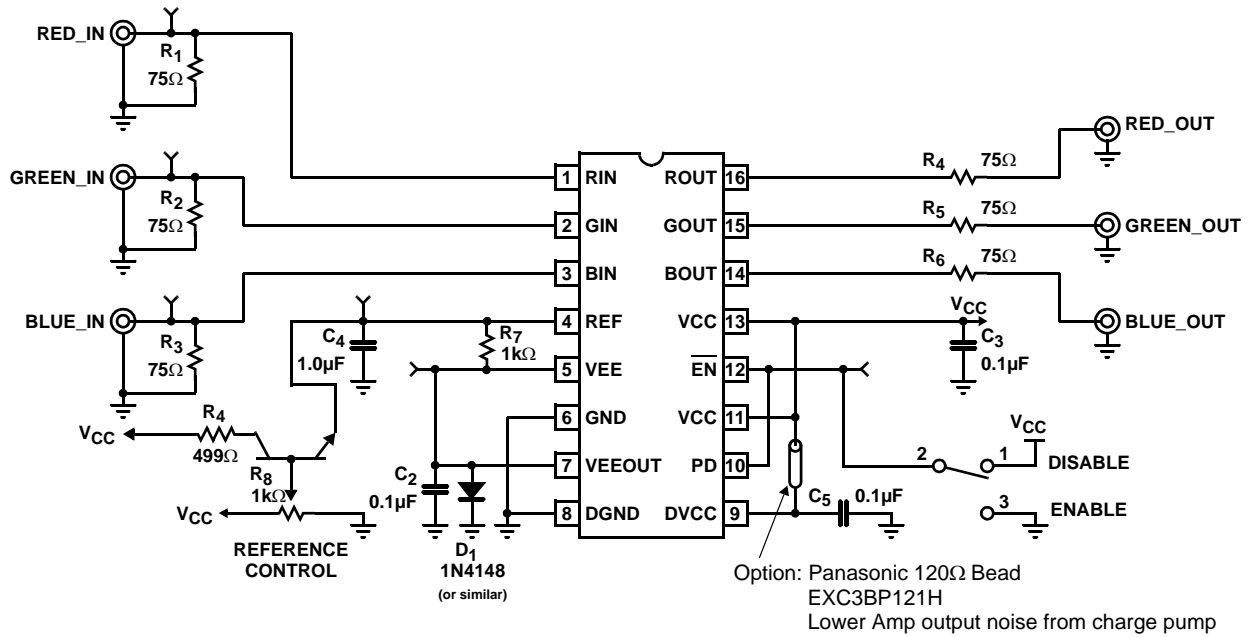 RED_IN
R1
75Ω
GREEN_IN
R2
75Ω
BLUE_IN
R3
75Ω
C4
1.0µF
R7
1kΩ
VCC
R4
499Ω
R8
1kΩ
VCC
REFERENCE
CONTROL
C2
0.1µF
D1
1N4148
(or similar)
1 RIN ROUT 16
2 GIN GOUT 15
3 BIN BOUT 14
4 REF VCC 13
5 VEE EN 12
6 GND VCC 11
7 VEEOUT PD 10
8 DGND DVCC 9
R4 75Ω
RED_OUT
R5 75Ω
GREEN_OUT
R6 75Ω
BLUE_OUT
VCC
C3
0.1µF
VCC
2 1
DISABLE
3
ENABLE
C5 0.1µF
Option: Panasonic 120Ω Bead
EXC3BP121H
Lower Amp output noise from charge pump